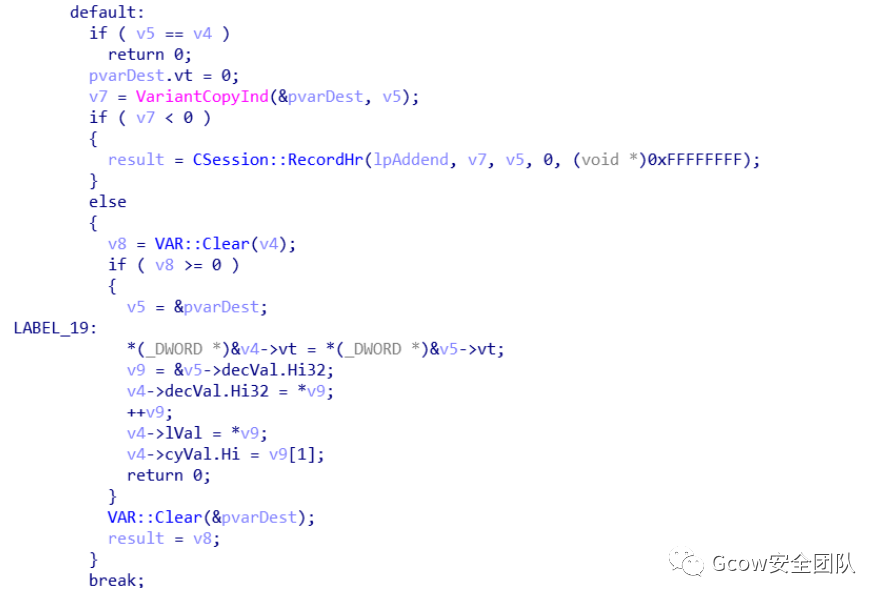 default:
if ( v5 == v4 )
return 0;
pvarDest.vt = 0;
v7 = VariantCopyInd(&pvarDest, v5);
if ( v7 < 0 )
{
result = CSession::RecordHr(lpAddend, v7, v5, 0, (void *)0xFFFFFFFF);
}
else
{
v8 = VAR::Clear(v4);
if ( v8 >= 0 )
{
v5 = &pvarDest;
LABEL_19:
*(_DWORD *)&v4->vt = *(_DWORD *)&v5->vt;
v9 = &v5->decVal.Hi32;
v4->decVal.Hi32 = *v9;
++v9;
v4->lVal = *v9;
v4->cyVal.Hi = v9[1];
return 0;
}
VAR::Clear(&pvarDest);
result = v8;
}
break;
Gcow安全团队